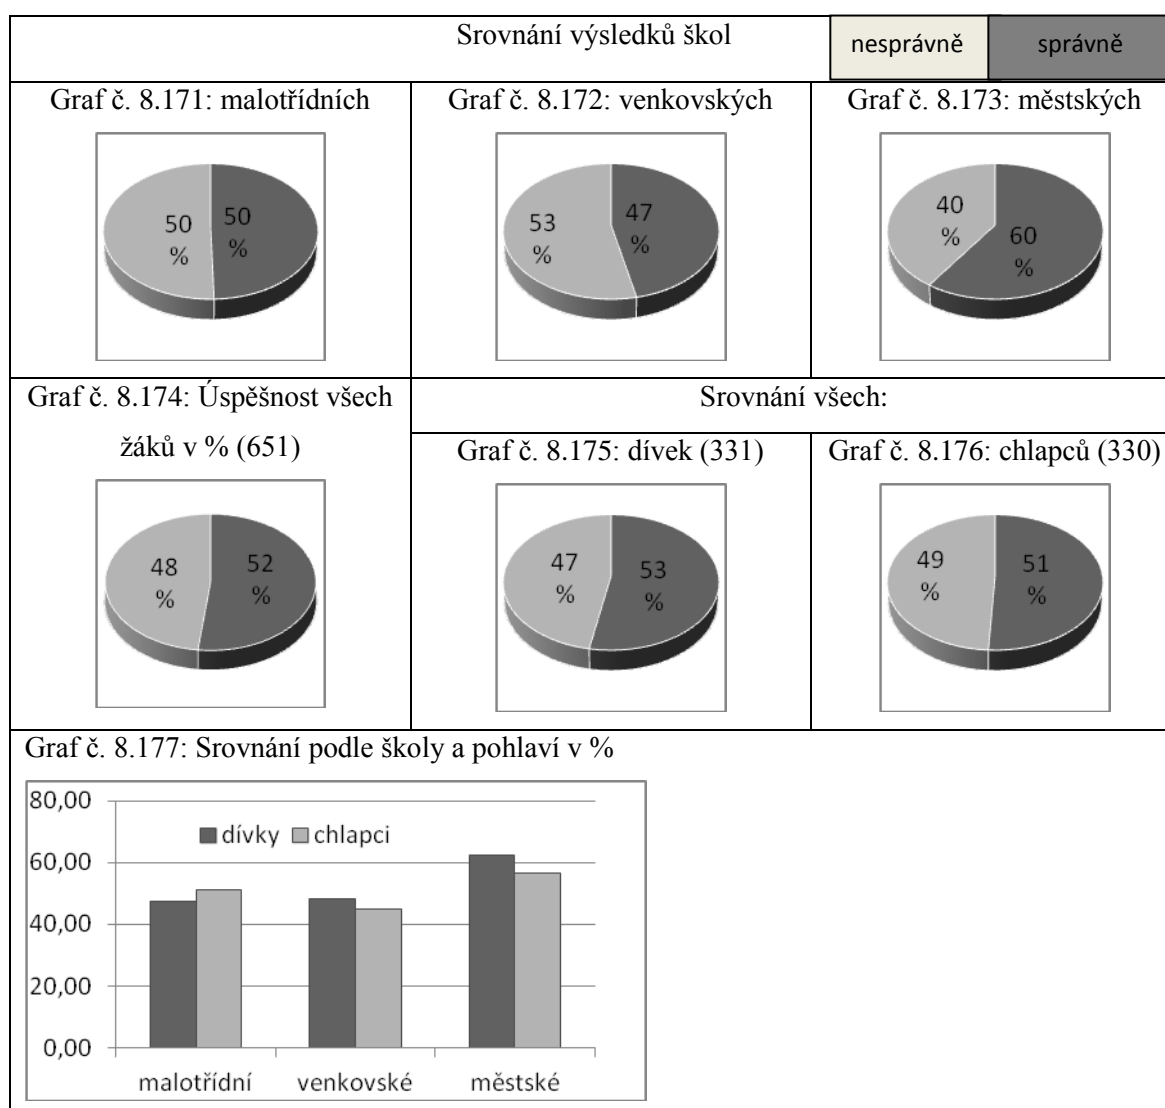 Srovnání výsledků škol
nesprávně
správně
Graf č. 8.171: malotřídních
Graf č. 8.172: venkovských
Graf č. 8.173: městských
50
%
50
%
53
%
47
%
40
%
60
%
Graf č. 8.174: Úspěšnost všech
žáků v % (651)
Srovnání všech:
Graf č. 8.175: dívek (331)
Graf č. 8.176: chlapců (330)
48
%
52
%
47
%
53
%
49
%
51
%
Graf č. 8.177: Srovnání podle školy a pohlaví v %
80,00
60,00
40,00
20,00
0,00
dívky
chlapci
malotřídní
venkovské
městské